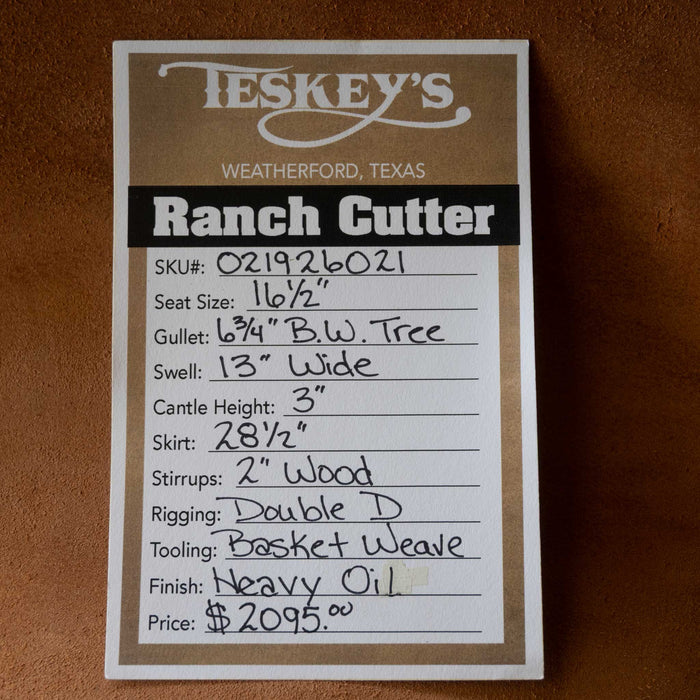 TESKEY'S
WEATHERFORD, TEXAS
Ranch Cutter
SKU#: 021926021
Seat Size: 16½"
Gullet: 6¾" B.W. Tree
Swell: 13" Wide
Cantle Height: 3"
Skirt: 28½"
Stirrups: 2" Wood
Rigging: Double D
Tooling: Basket Weave
Finish: Heavy Oil
Price: $2095.00